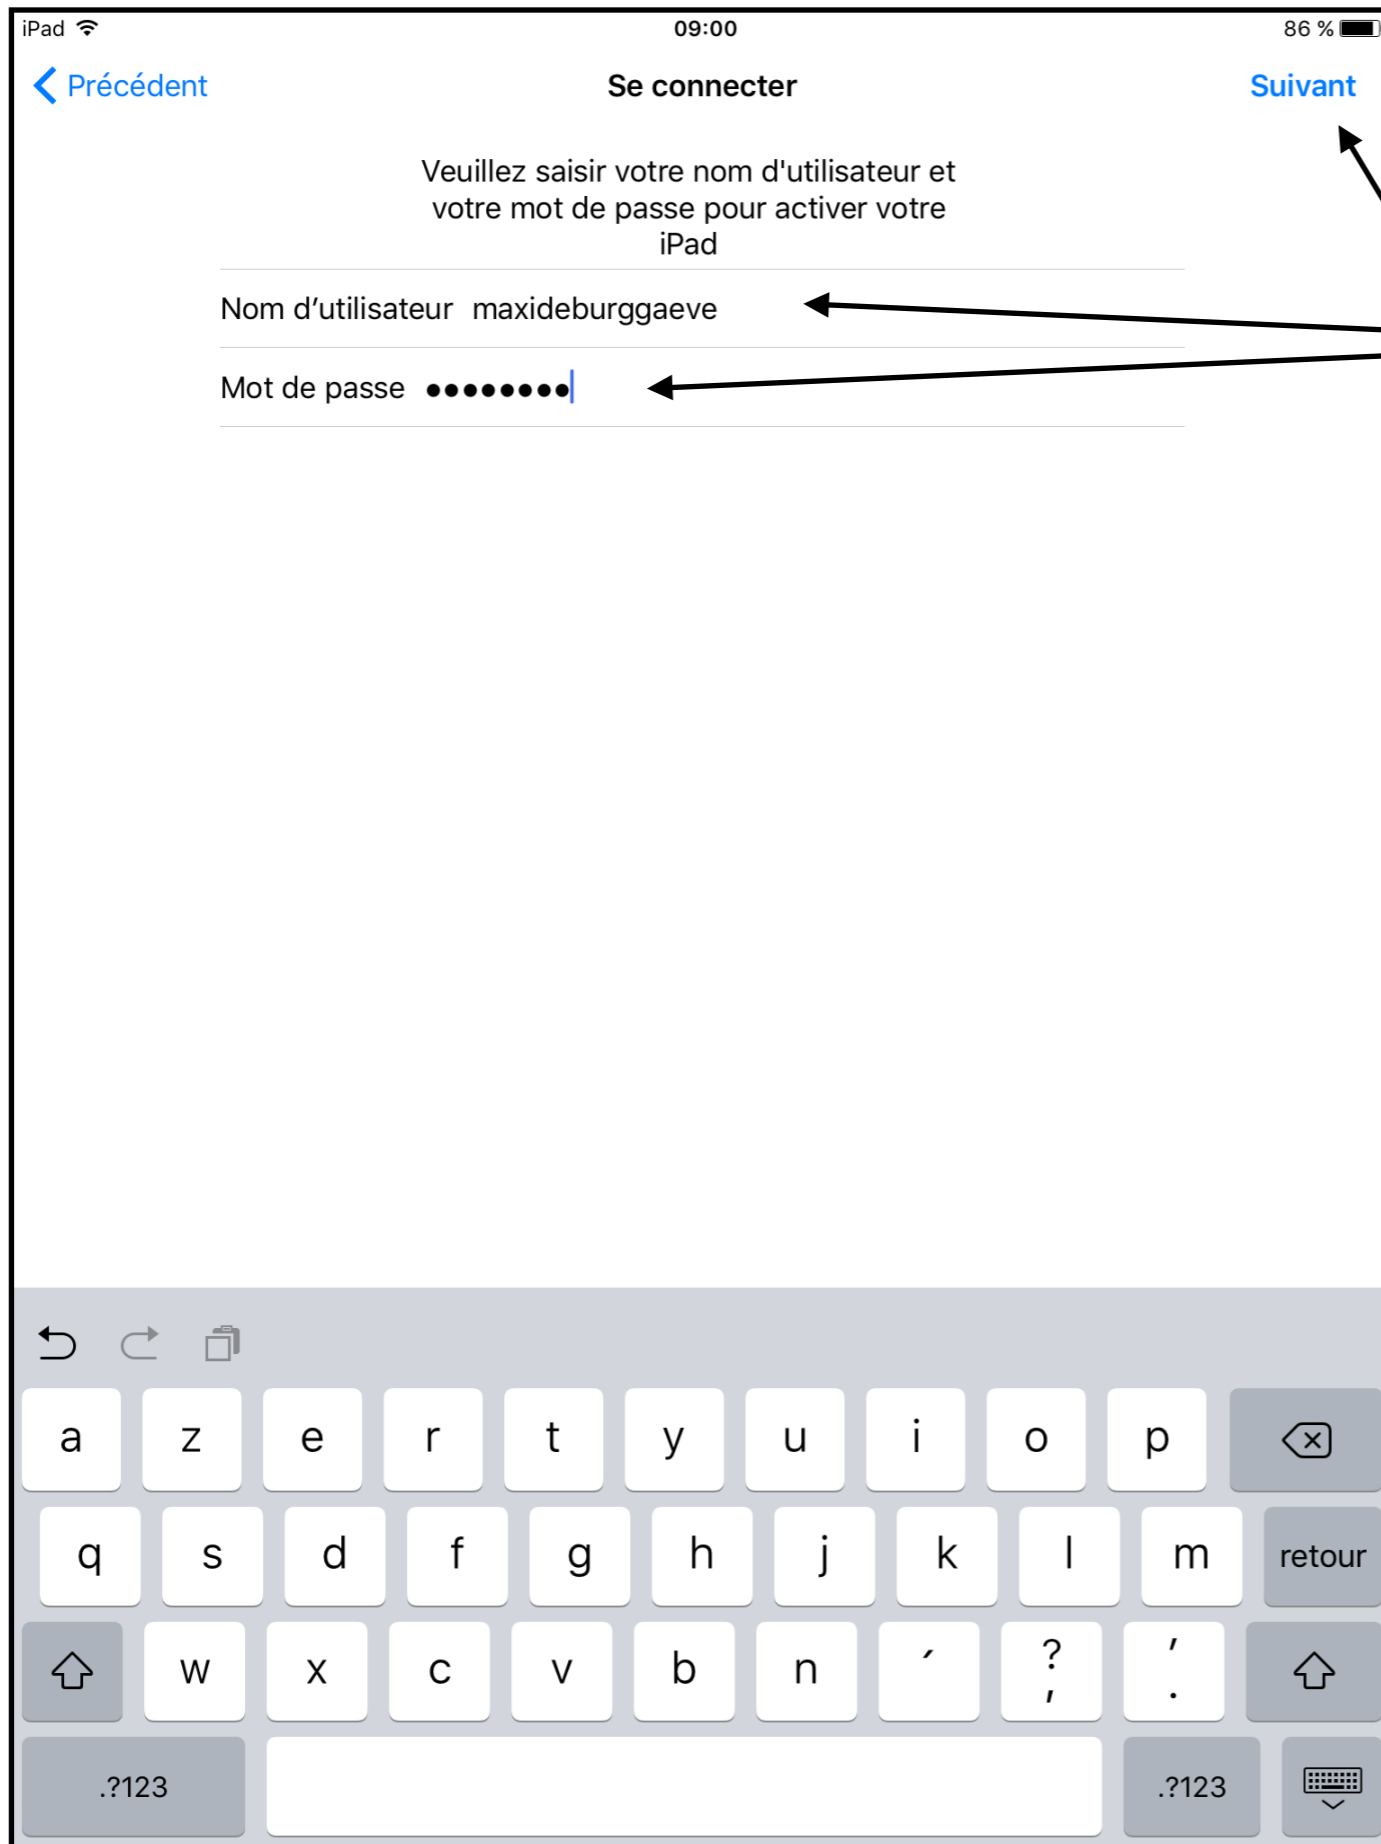 iPad 09:00 86 %
Précédent Se connecter Suivant
Veuillez saisir votre nom d'utilisateur et
votre mot de passe pour activer votre
iPad
Nom d’utilisateur maxideburggaeve
Mot de passe ••••••••
a z e r t y u i o p
q s d f g h j k l m retour
w x c v b n ´ ? , ' .
.?123 .?123